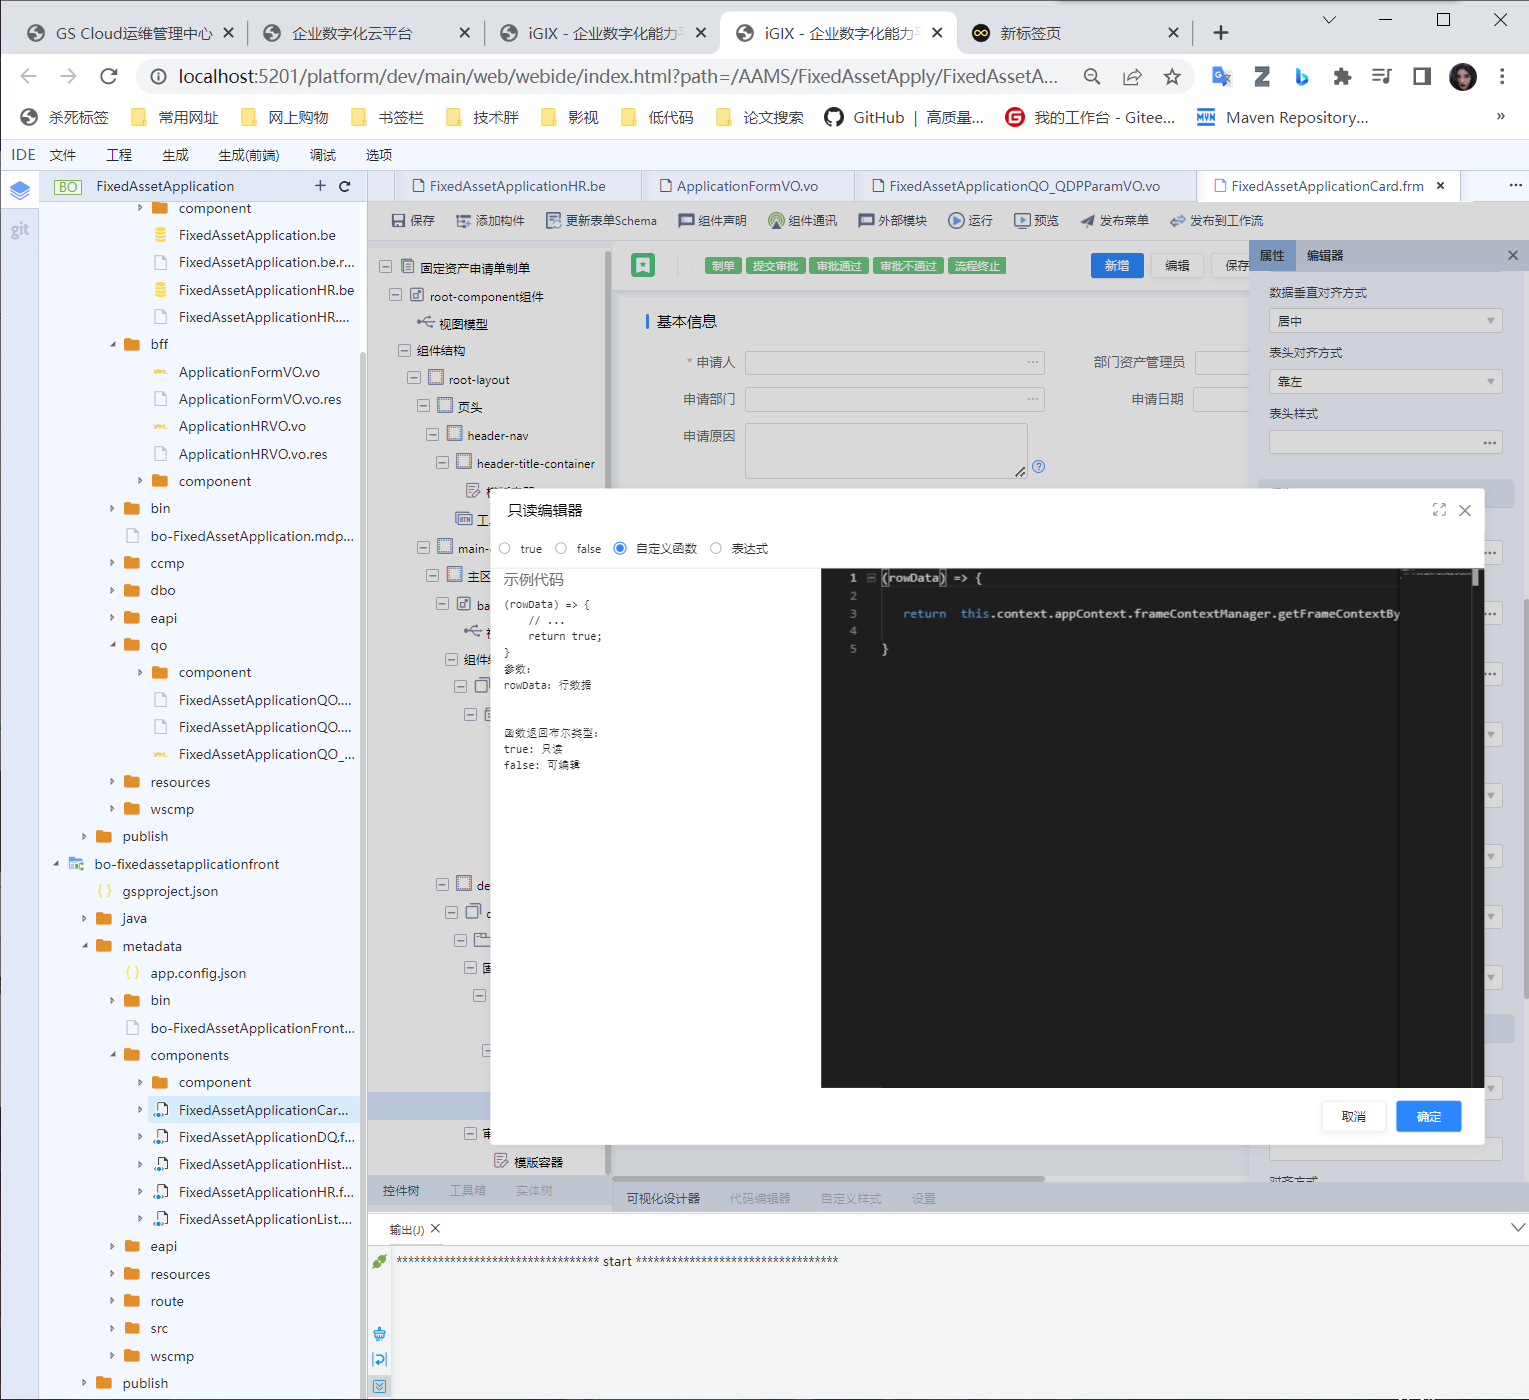 GS Cloud运维管理中心
企业数字化云平台
iGIX - 企业数字化能力
iGIX - 企业数字化能力
新标签页
localhost:5201/platform/dev/main/web/webide/index.html?path=/AAMS/FixedAssetApply/FixedAssetA...
杀死标签
常用网址
网上购物
书签栏
技术胖
影视
低代码
论文搜索
GitHub | 高质量...
我的工作台 - Gitee...
Maven Repository...
IDE 文件 工程 生成 生成(前端) 调试 选项
git
BO FixedAssetApplication
component
FixedAssetApplication.be
FixedAssetApplication.be.r...
FixedAssetApplicationHR.be
FixedAssetApplicationHR....
bff
ApplicationFormVO.vo
ApplicationFormVO.vo.res
ApplicationHRVO.vo
ApplicationHRVO.vo.res
component
bin
bo-FixedAssetApplication.mdp...
ccmp
dbo
eapi
qo
component
FixedAssetApplicationQO....
FixedAssetApplicationQO....
FixedAssetApplicationQO_...
resources
wscmp
publish
bo-fixedassetapplicationfront
gspproject.json
java
metadata
app.config.json
bin
bo-FixedAssetApplicationFront...
components
component
FixedAssetApplicationCar...
FixedAssetApplicationDQ.f...
FixedAssetApplicationHist...
FixedAssetApplicationHR.f...
FixedAssetApplicationList....
eapi
resources
route
src
wscmp
publish
FixedAssetApplicationHR.be
ApplicationFormVO.vo
FixedAssetApplicationQO_QDPParamVO.vo
FixedAssetApplicationCard.frm
保存 添加构件 更新表单Schema 组件声明 组件通讯 外部模块 运行 预览 发布菜单 发布到工作流
固定资产申请单制单
root-component组件
视图模型
组件结构
root-layout
页头
header-nav
header-title-container
BTN 工
main-
主区
ba
组件
de
固
模版容器
控件树 工具箱 实体树
制单 提交审批 审批通过 审批不通过 流程终止
新增 编辑 保存
基本信息
* 申请人
部门资产管理员
申请部门
申请日期
申请原因
属性 编辑器
数据垂直对齐方式
居中
表头对齐方式
靠左
表头样式
对齐方式
只读编辑器
true false 自定义函数 表达式
示例代码
(rowData) => {
// ...
return true;
}
参数:
rowData: 行数据
函数返回布尔类型:
true: 只读
false: 可编辑
1 (rowData) => {
2
3 return this.context.appContext.frameContextManager.getFrameContextBy
4
5 }
取消 确定
可视化设计器 代码编辑器 自定义样式 设置
输出(J)
********************************** start **********************************